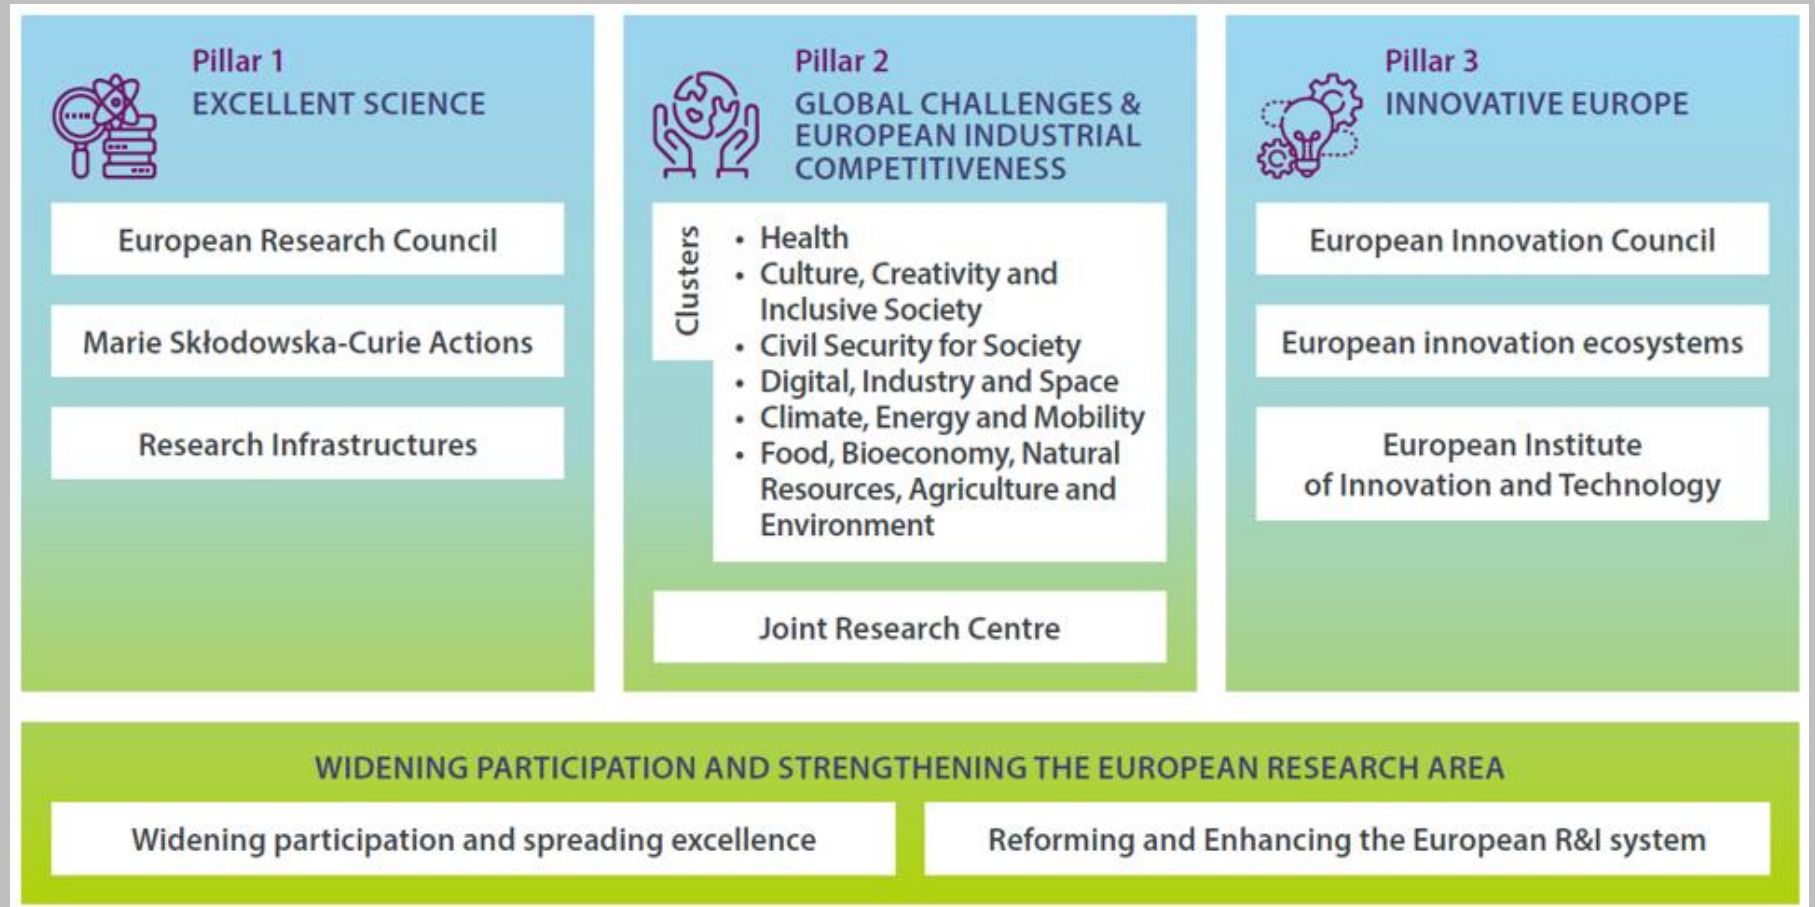 Pillar 1
EXCELLENT SCIENCE
European Research Council
Marie Skłodowska-Curie Actions
Research Infrastructures
Pillar 2
GLOBAL CHALLENGES &
EUROPEAN INDUSTRIAL
COMPETITIVENESS
Clusters
• Health
• Culture, Creativity and
Inclusive Society
• Civil Security for Society
• Digital, Industry and Space
• Climate, Energy and Mobility
• Food, Bioeconomy, Natural
Resources, Agriculture and
Environment
Joint Research Centre
Pillar 3
INNOVATIVE EUROPE
European Innovation Council
European innovation ecosystems
European Institute
of Innovation and Technology
WIDENING PARTICIPATION AND STRENGTHENING THE EUROPEAN RESEARCH AREA
Widening participation and spreading excellence
Reforming and Enhancing the European R&I system